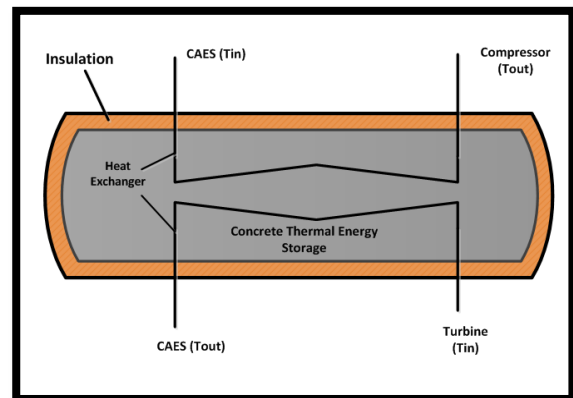 CAES (Tin)
Compressor
(Tout)
Insulation
Heat
Exchanger
Concrete Thermal Energy
Storage
CAES (Tout)
Turbine
(Tin)